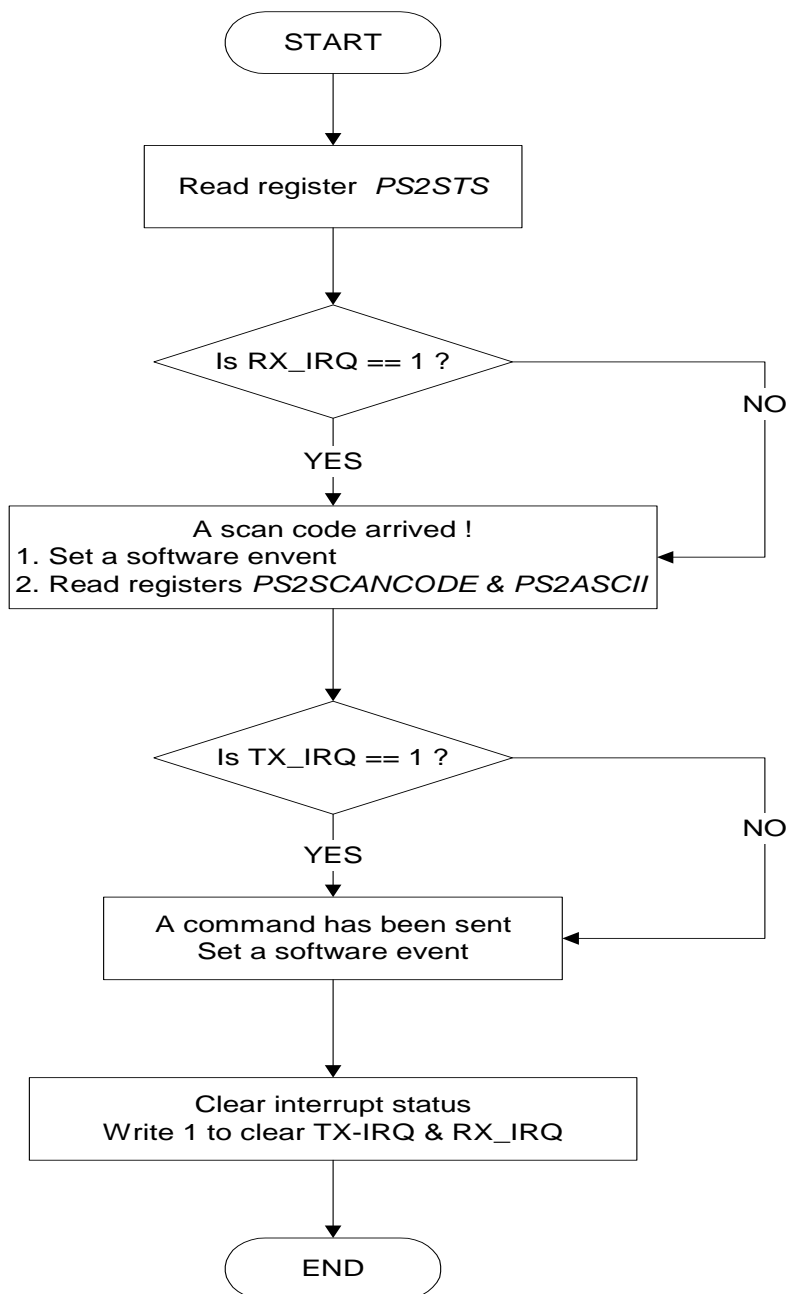 START
Read register PS2STS
Is RX_IRQ == 1 ?
NO
YES
A scan code arrived !
1. Set a software envent
2. Read registers PS2SCANCODE & PS2ASCII
Is TX_IRQ == 1 ?
NO
YES
A command has been sent
Set a software event
Clear interrupt status
Write 1 to clear TX-IRQ & RX_IRQ
END